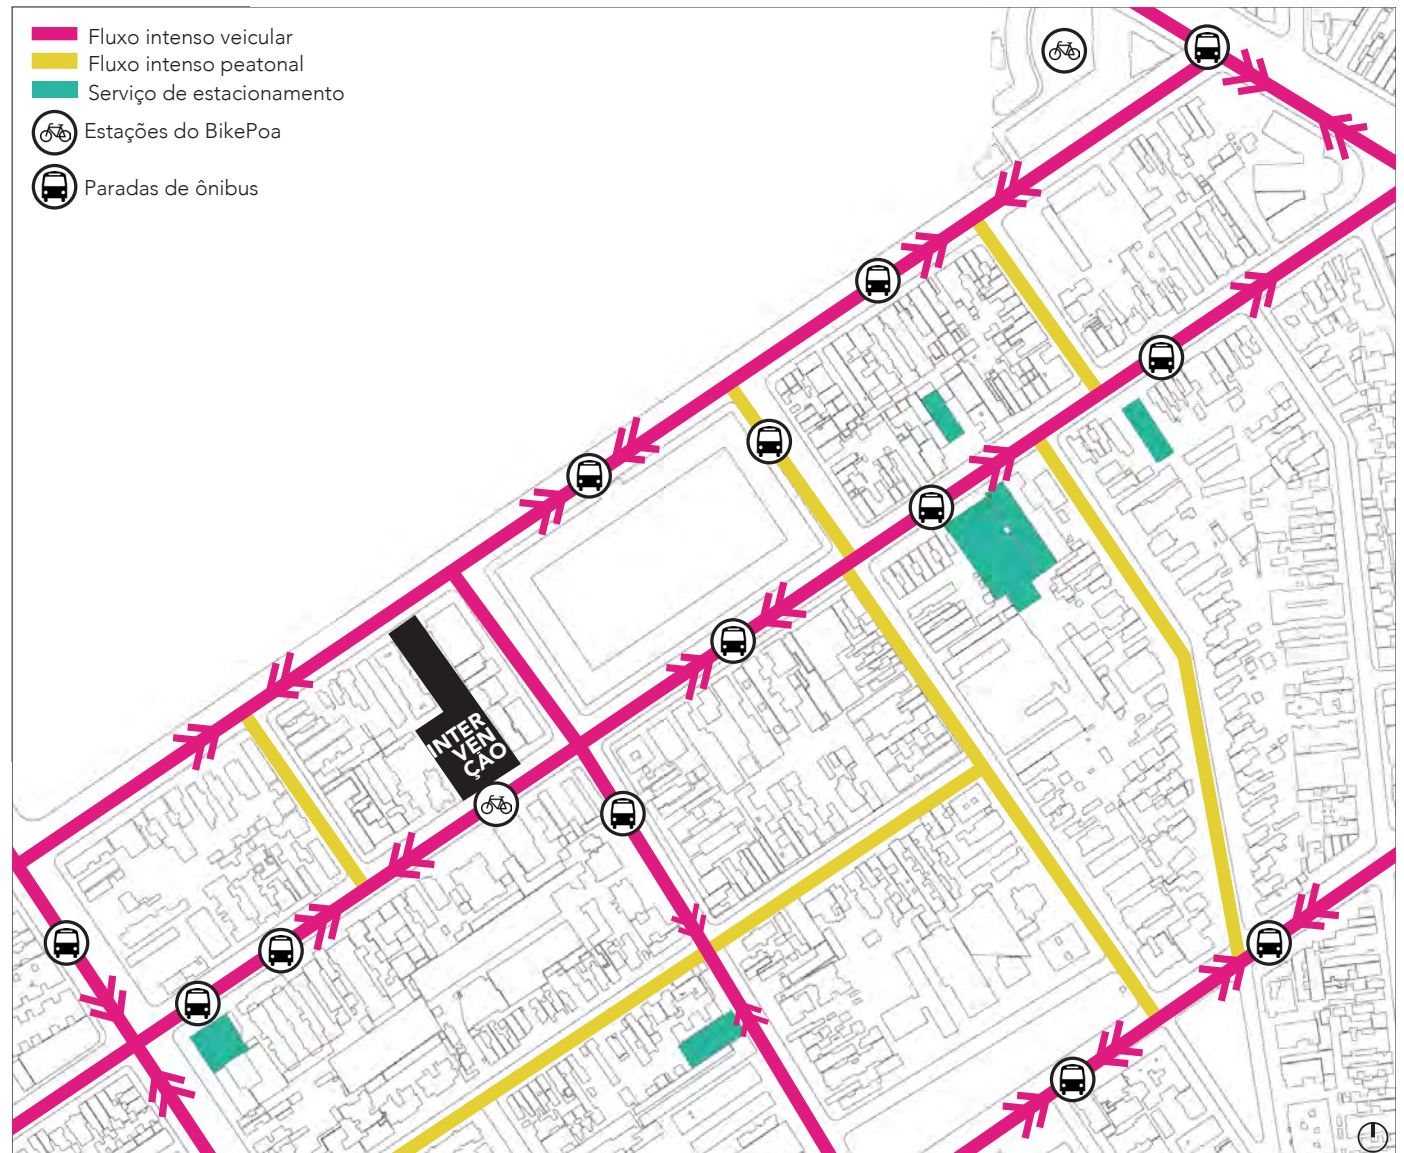 Fluxo intenso veicular
Fluxo intenso peatonal
Serviço de estacionamento
Estações do BikePoa
Paradas de ônibus
INTER
VEN
ÇÃO